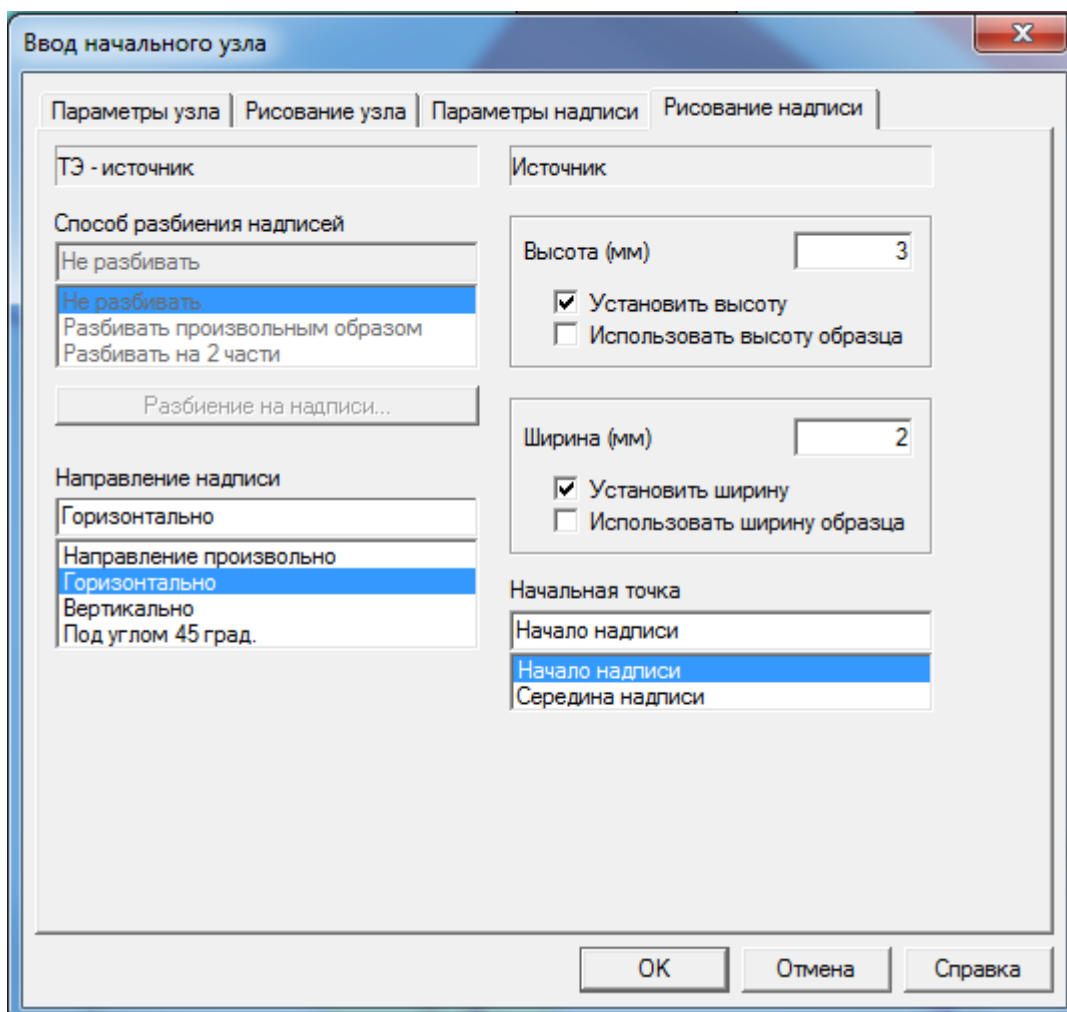 Ввод начального узла
Параметры узла Рисование узла Параметры надписи Рисование надписи
ТЭ - источник
Способ разбиения надписей
Не разбивать
Не разбивать
Разбивать произвольным образом
Разбивать на 2 части
Разбиение на надписи...
Направление надписи
Горизонтально
Направление произвольно
Горизонтально
Вертикально
Под углом 45 град.
Источник
Высота (мм) 3
Установить высоту
Использовать высоту образца
Ширина (мм) 2
Установить ширину
Использовать ширину образца
Начальная точка
Начало надписи
Начало надписи
Середина надписи
OK Отмена Справка